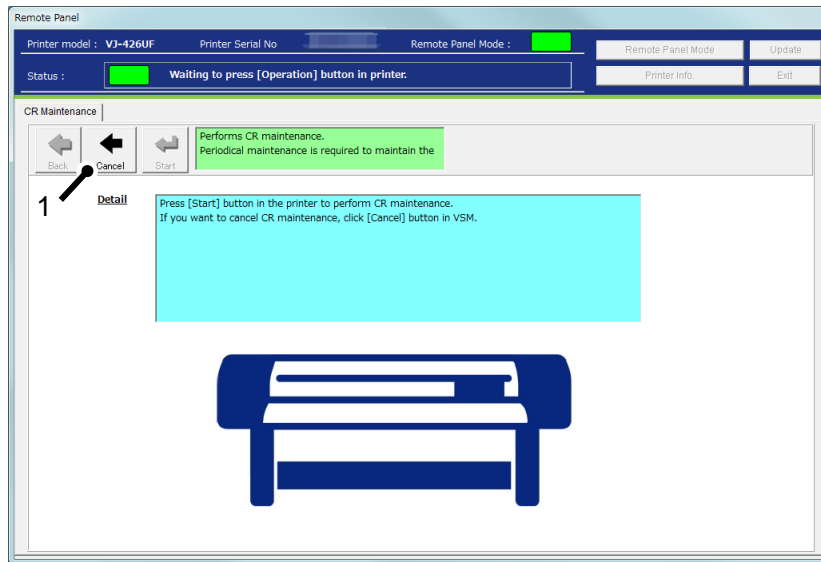 Remote Panel
Printer model : VJ-426UF Printer Serial No Remote Panel Mode :
Remote Panel Mode Update
Status : Waiting to press [Operation] button in printer.
Printer Info. Exit
CR Maintenance
Back Cancel Start
Performs CR maintenance.
Periodical maintenance is required to maintain the
1
Detail
Press [Start] button in the printer to perform CR maintenance.
If you want to cancel CR maintenance, click [Cancel] button in VSM.